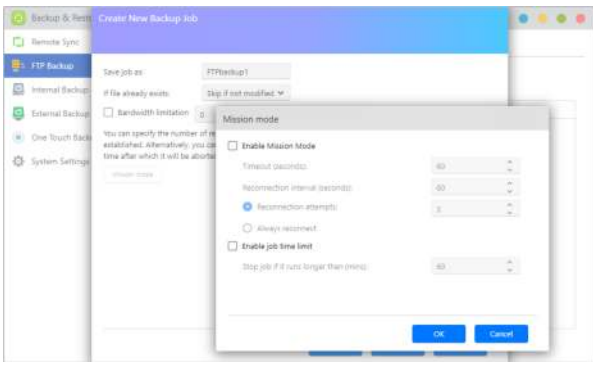 Backup & Rest
Create New Backup Job
Remote Sync
FTP Backup
Internal Backup
External Backup
One Touch Back
System Settings
Save job as:
FTPbackup1
If file already exists:
Skip if not modified
Bandwidth limitation
0
You can specify the number of re
established. Alternatively, you ca
time after which it will be aborte
Mission mode
Mission mode
Enable Mission Mode
Timeout (seconds):
60
Reconnection interval (seconds):
60
Reconnection attempts:
3
Always reconnect
Enable job time limit
Stop job if it runs longer than (mins):
60
OK
Cancel